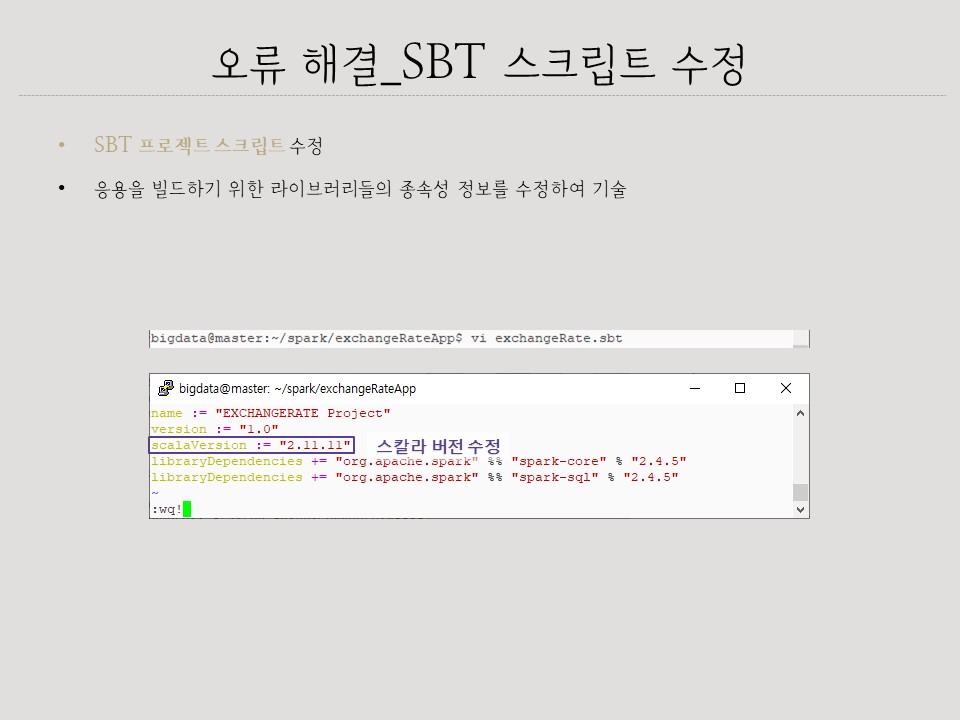 오류 해결_SBT 스크립트 수정
• SBT 프로젝트 스크립트 수정
• 응용을 빌드하기 위한 라이브러리들의 종속성 정보를 수정하여 기술
bigdata@master:~/spark/exchangeRateApp$ vi exchangeRate.sbt
bigdata@master: ~/spark/exchangeRateApp
name := "EXCHANGERATE Project"
version := "1.0"
scalaVersion := "2.11.11" 스칼라 버전 수정
libraryDependencies += "org.apache.spark" %% "spark-core" % "2.4.5"
libraryDependencies += "org.apache.spark" %% "spark-sql" % "2.4.5"
~
:wq!